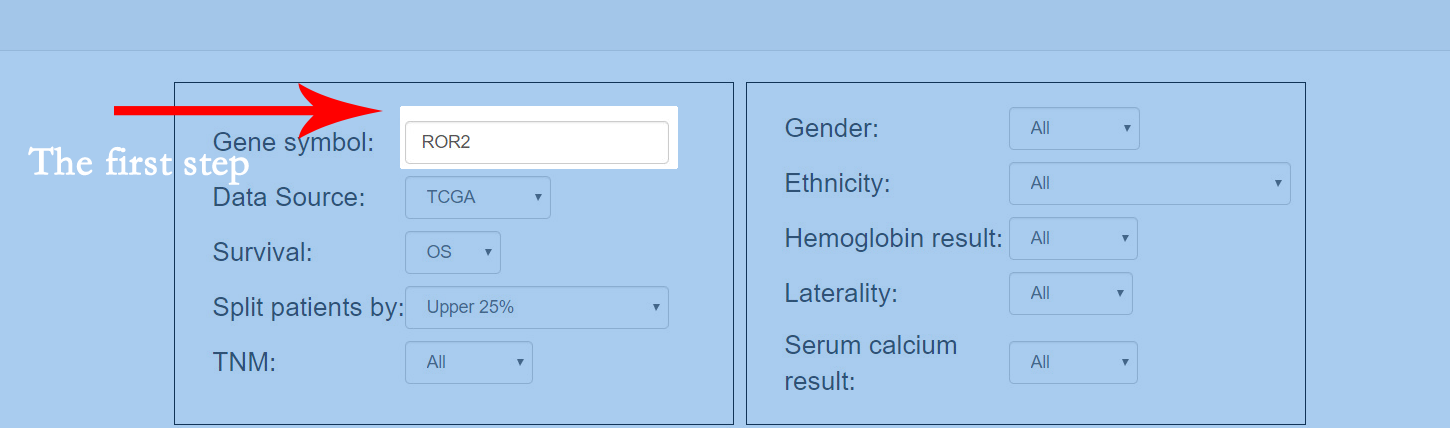 The first step
Gene symbol: ROR2
Data Source: TCGA
Survival: OS
Split patients by: Upper 25%
TNM: All
Gender: All
Ethnicity: All
Hemoglobin result: All
Laterality: All
Serum calcium
result: All